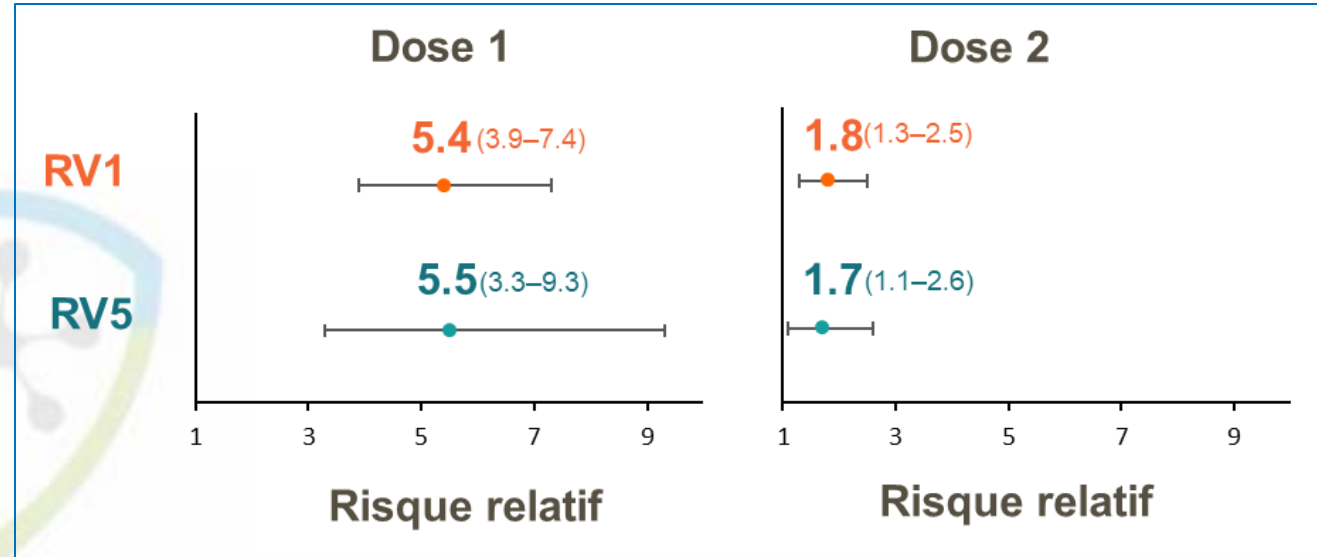 Dose 1
Dose 2
RV1
5.4 (3.9–7.4)
1.8(1.3–2.5)
RV5
5.5(3.3–9.3)
1.7(1.1–2.6)
1 3 5 7 9
1 3 5 7 9
Risque relatif
Risque relatif